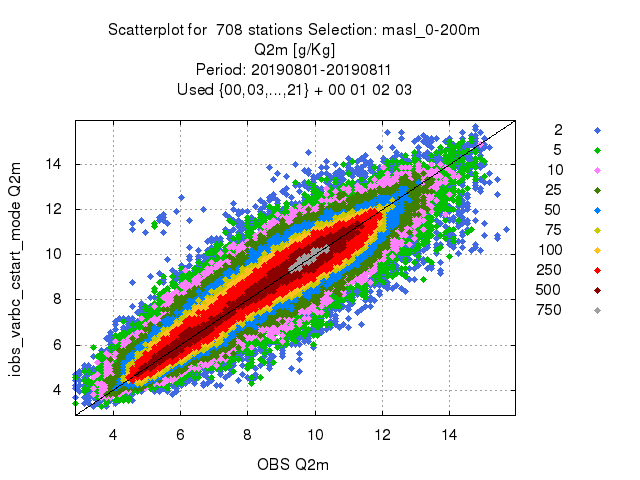 Scatterplot for 708 stations Selection: masl_0-200m
Q2m [g/Kg]
Period: 20190801-20190811
Used {00,03,...,21} + 00 01 02 03
iobs_varbc_cstart_mode Q2m
14
12
10
8
6
4
4 6 8 10 12 14
OBS Q2m
2
5
10
25
50
75
100
250
500
750